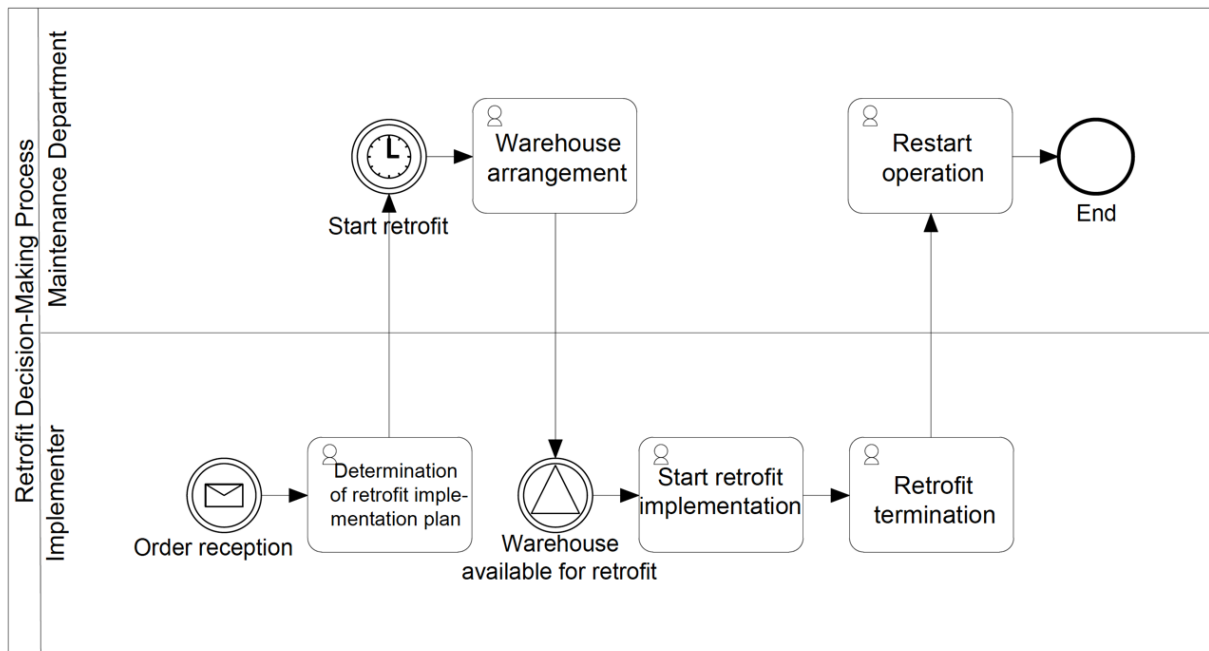 Retrofit Decision-Making Process
Maintenance Department
Start retrofit
Warehouse
arrangement
Restart
operation
End
Implementer
Order reception
Determination
of retrofit imple-
mentation plan
Warehouse
available for retrofit
Start retrofit
implementation
Retrofit
termination